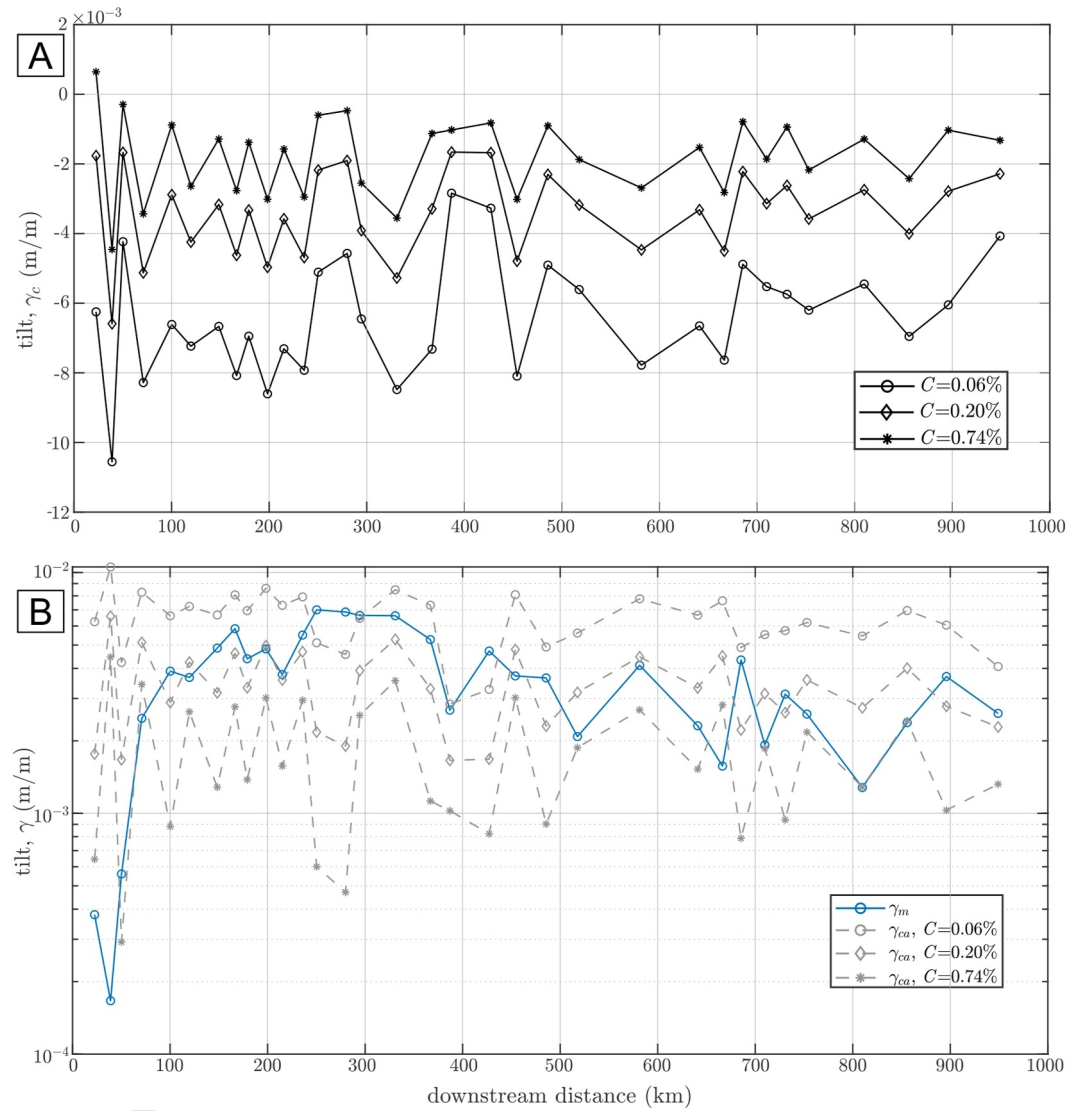 ×10⁻³
A
2
0
-2
-4
-6
-8
-10
-12
tilt, γc (m/m)
C=0.06%
C=0.20%
C=0.74%
0 100 200 300 400 500 600 700 800 900 1000
B
10⁻²
10⁻³
10⁻⁴
tilt, γ (m/m)
γm
γca, C=0.06%
γca, C=0.20%
γca, C=0.74%
0 100 200 300 400 500 600 700 800 900 1000
downstream distance (km)